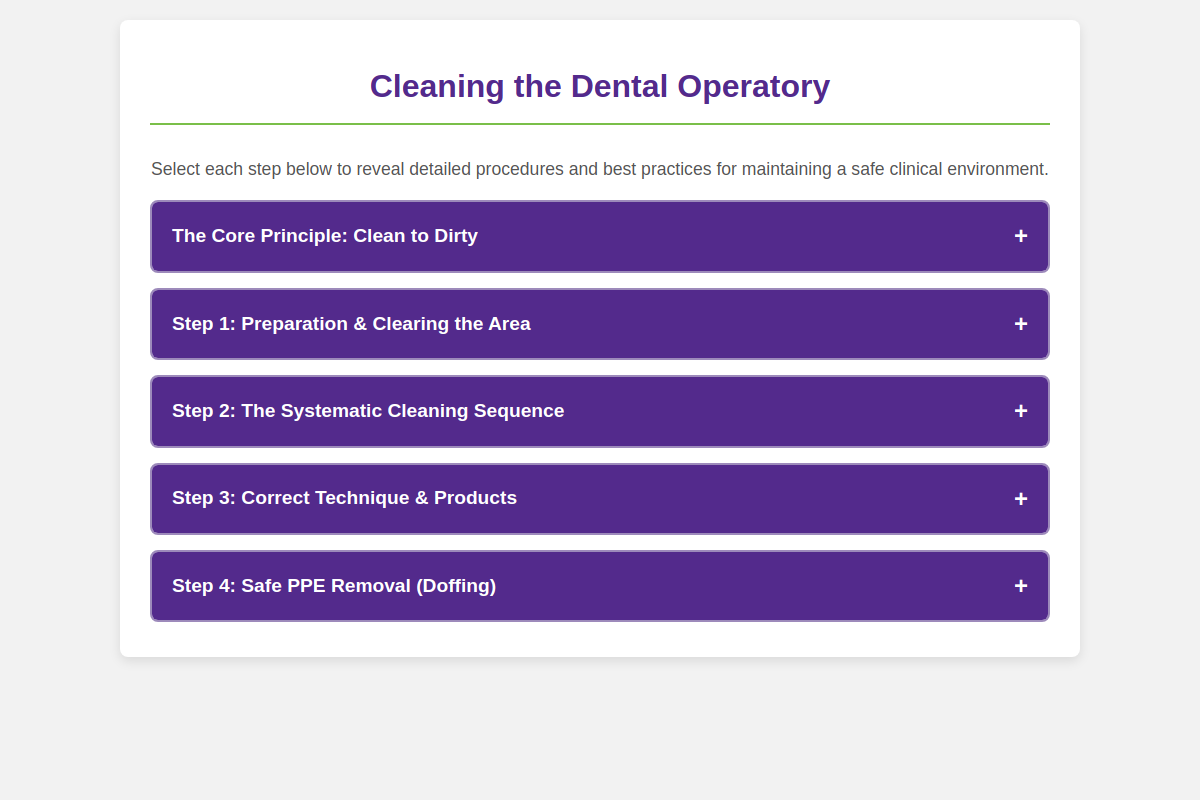 Cleaning the Dental Operatory
Select each step below to reveal detailed procedures and best practices for maintaining a safe clinical environment.
The Core Principle: Clean to Dirty +
Step 1: Preparation & Clearing the Area +
Step 2: The Systematic Cleaning Sequence +
Step 3: Correct Technique & Products +
Step 4: Safe PPE Removal (Doffing) +